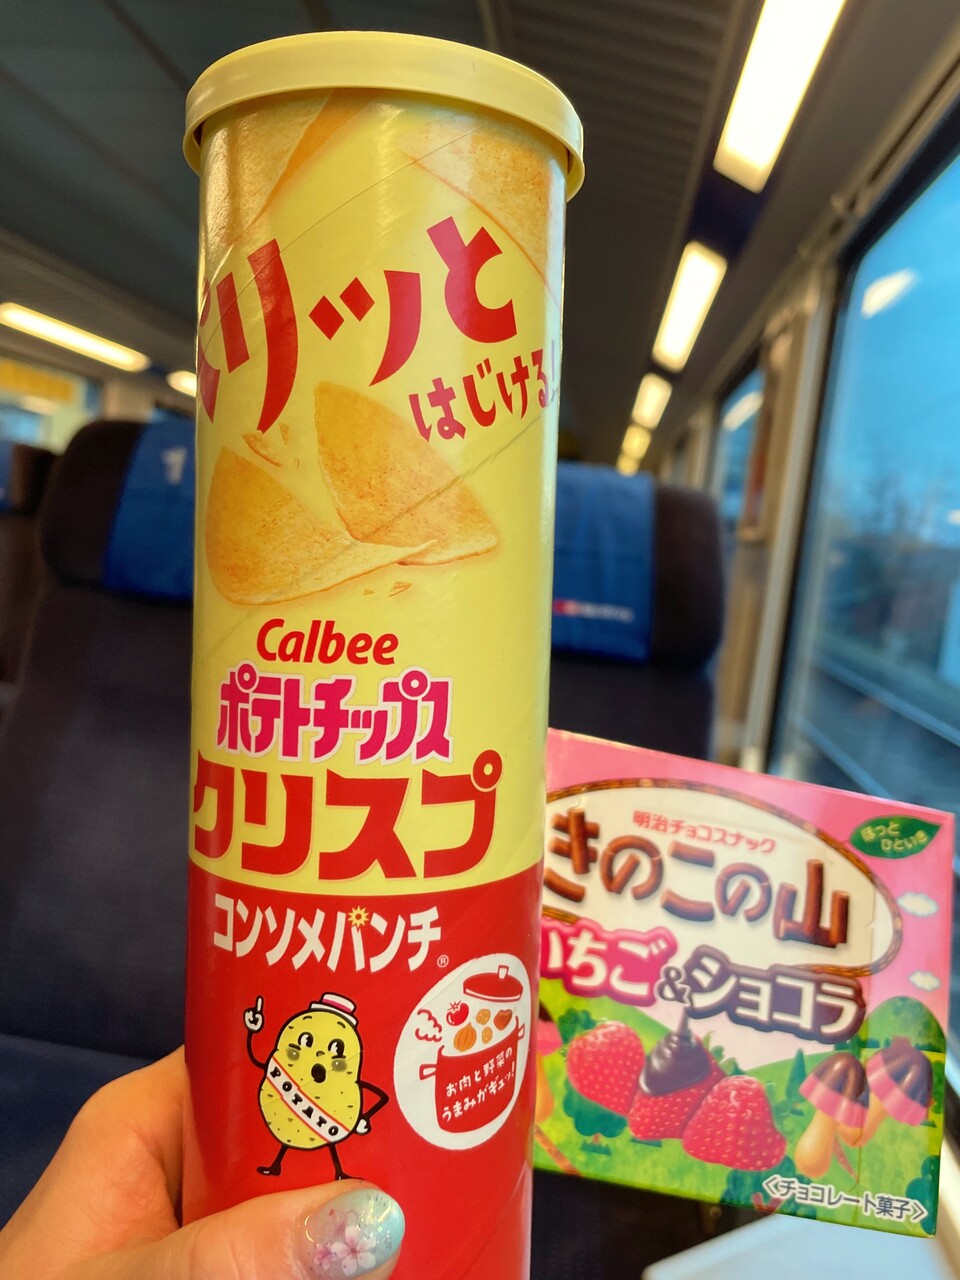 リッと
はじける!
Calbee
ポテトチップス
クリスプ
コンソメパンチ
®
POTATO
お肉と野菜の
うまみがギュッ!
明治チョコスナック
きのこの山
いちご&ショコラ
ほっと
ひといき
〈チョコレート菓子〉
1